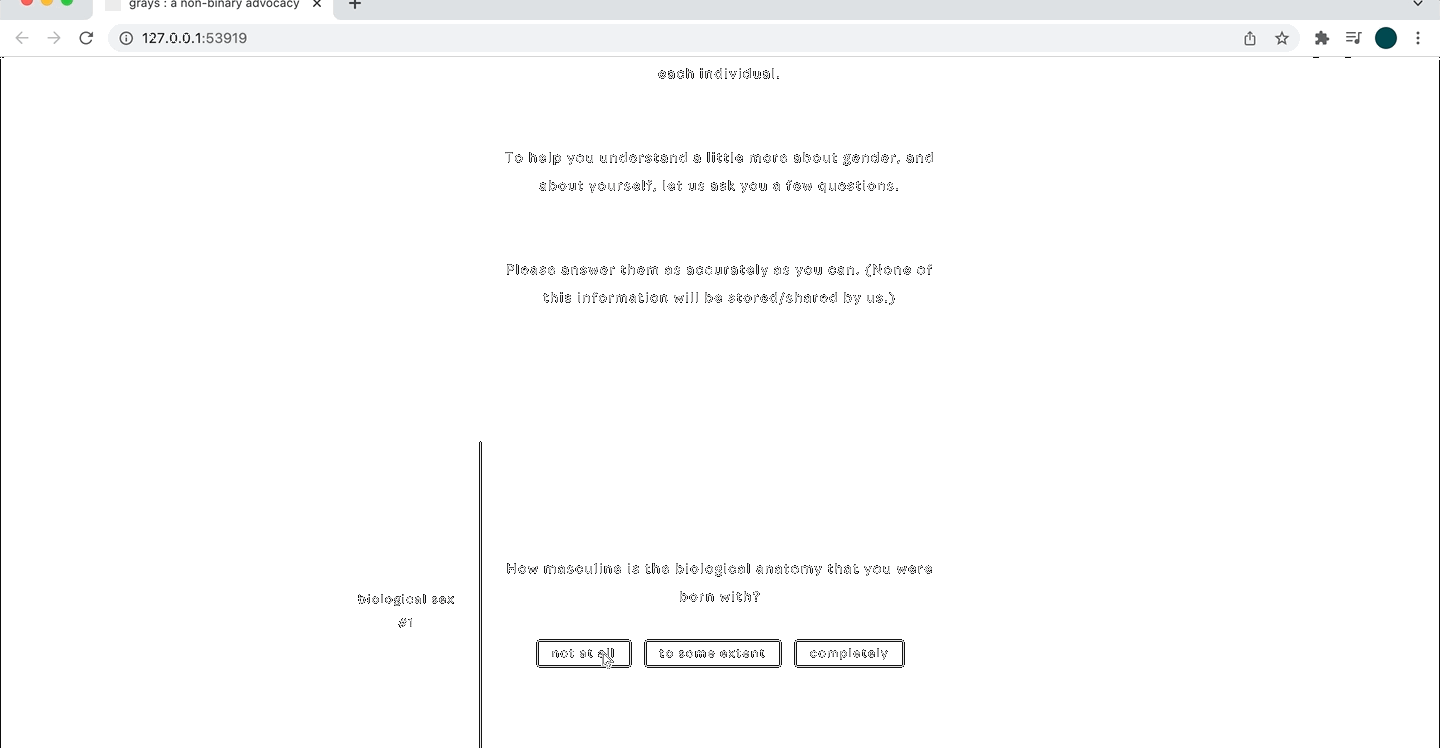 grays : a non-binary advocacy
127.0.0.1:53919
each individual.
To help you understand a little more about gender, and
about yourself, let us ask you a few questions.
Please answer them as accurately as you can. (None of
this information will be stored/shared by us.)
How masculine is the biological anatomy that you were
born with?
biological sex
#1
not at all to some extent completely